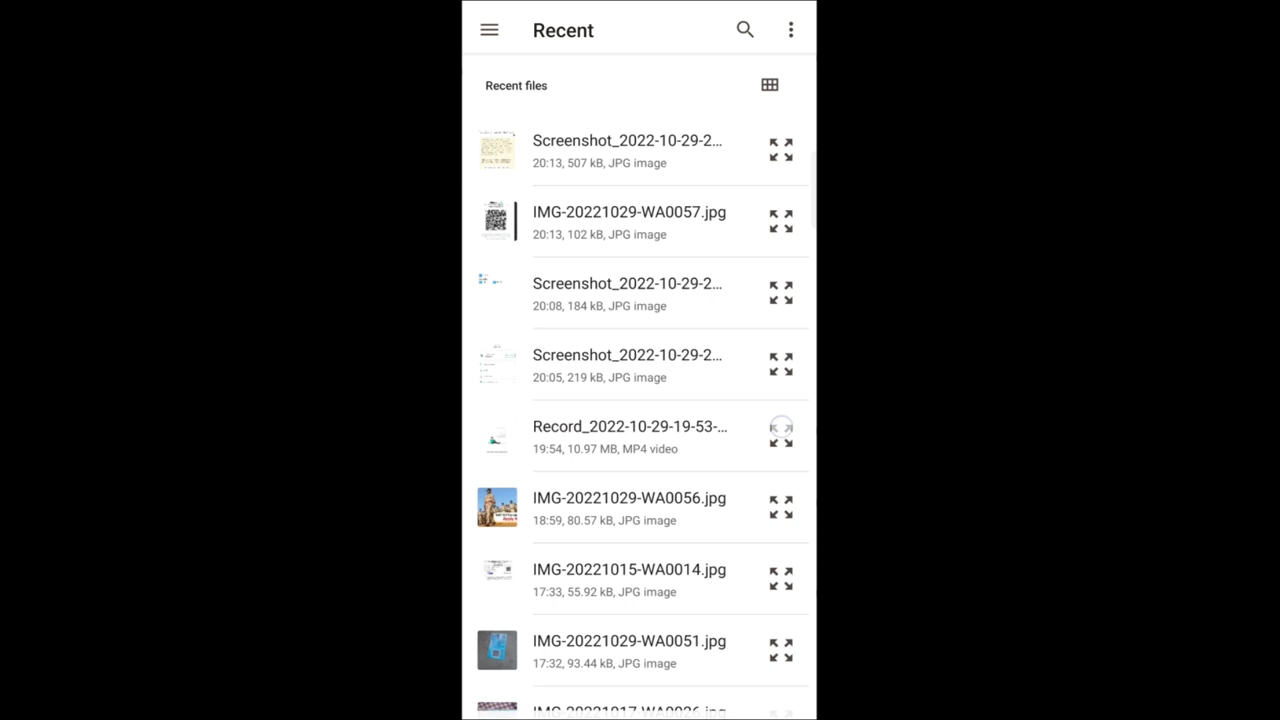 Recent
Recent files
Screenshot_2022-10-29-2...
20:13, 507 kB, JPG image
IMG-20221029-WA0057.jpg
20:13, 102 kB, JPG image
Screenshot_2022-10-29-2...
20:08, 184 kB, JPG image
Screenshot_2022-10-29-2...
20:05, 219 kB, JPG image
Record_2022-10-29-19-53-...
19:54, 10.97 MB, MP4 video
IMG-20221029-WA0056.jpg
18:59, 80.57 kB, JPG image
IMG-20221015-WA0014.jpg
17:33, 55.92 kB, JPG image
IMG-20221029-WA0051.jpg
17:32, 93.44 kB, JPG image
IMG-20221017-WA0026.jpg